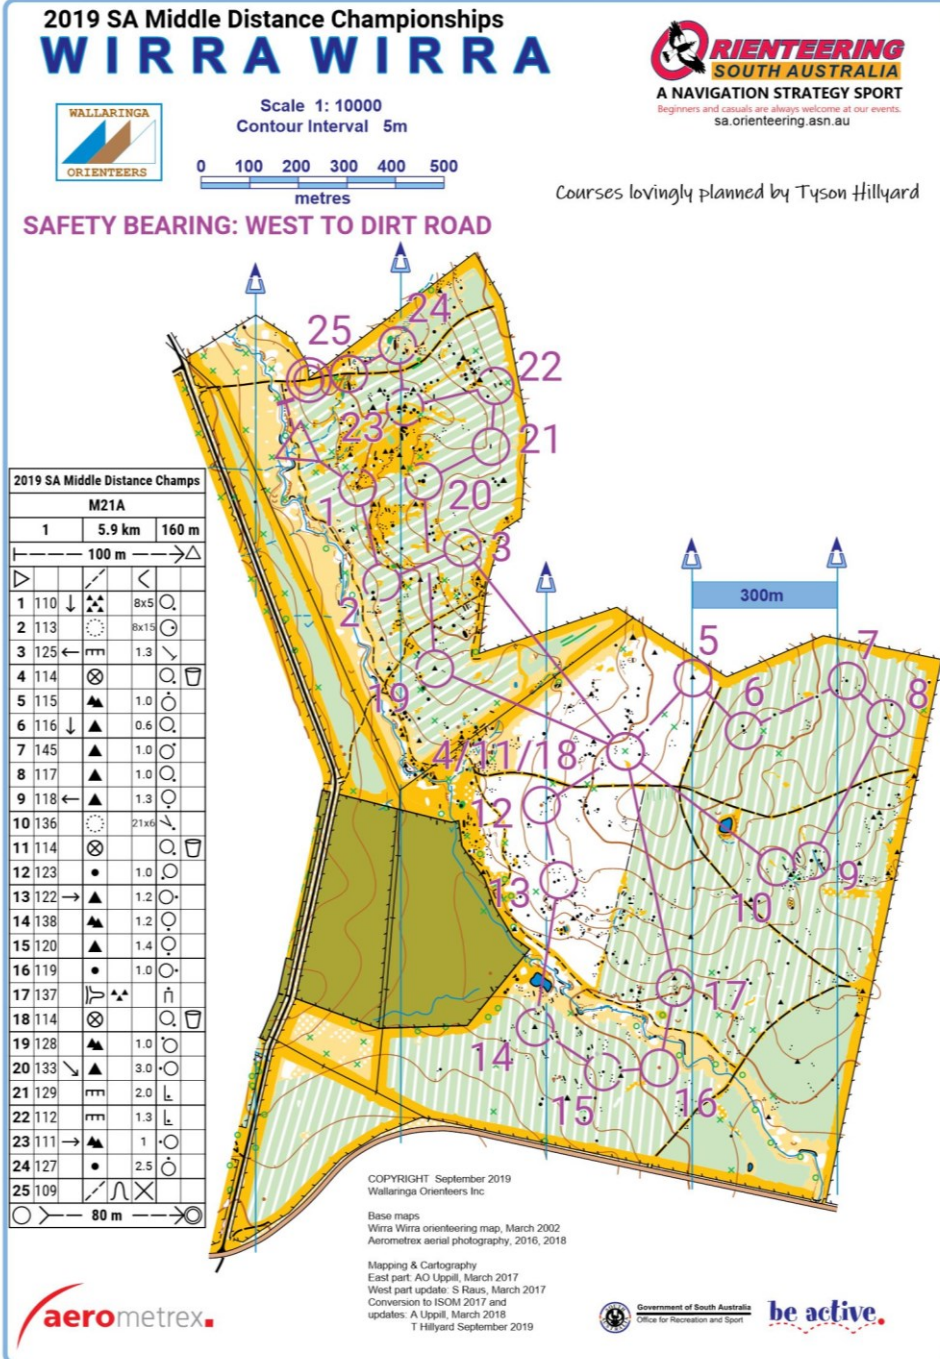 2019 SA Middle Distance Championships
WIRRA WIRRA
ORIENTEERING
SOUTH AUSTRALIA
A NAVIGATION STRATEGY SPORT
Beginners and casuals are always welcome at our events.
sa.orienteering.asn.au
WALLARINGA
ORIENTEERS
Scale 1: 10000
Contour Interval 5m
0 100 200 300 400 500
metres
Courses lovingly planned by Tyson Hillyard
SAFETY BEARING: WEST TO DIRT ROAD
24
25
22
23
21
20
1
3
2
19
300m
5
7
6
8
4/11/18
12
13
9
10
17
14
15
16
2019 SA Middle Distance Champs
M21A
1 5.9 km 160 m
100 m
1 110 8x5
2 113 8x15
3 125 1.3
4 114
5 115 1.0
6 116 0.6
7 145 1.0
8 117 1.0
9 118 1.3
10 136 21x6
11 114
12 123 1.0
13 122 1.2
14 138 1.2
15 120 1.4
16 119 1.0
17 137
18 114
19 128 1.0
20 133 3.0
21 129 2.0
22 112 1.3
23 111 1
24 127 2.5
25 109
80 m
COPYRIGHT September 2019
Wallaringa Orienteers Inc
Base maps
Wirra Wirra orienteering map, March 2002
Aerometrex aerial photography, 2016, 2018
Mapping & Cartography
East part: AO Uppill, March 2017
West part update: S Raus, March 2017
Conversion to ISOM 2017 and
updates: A Uppill, March 2018
T Hillyard September 2019
aerometrex.
Government of South Australia
Office for Recreation and Sport
be active.